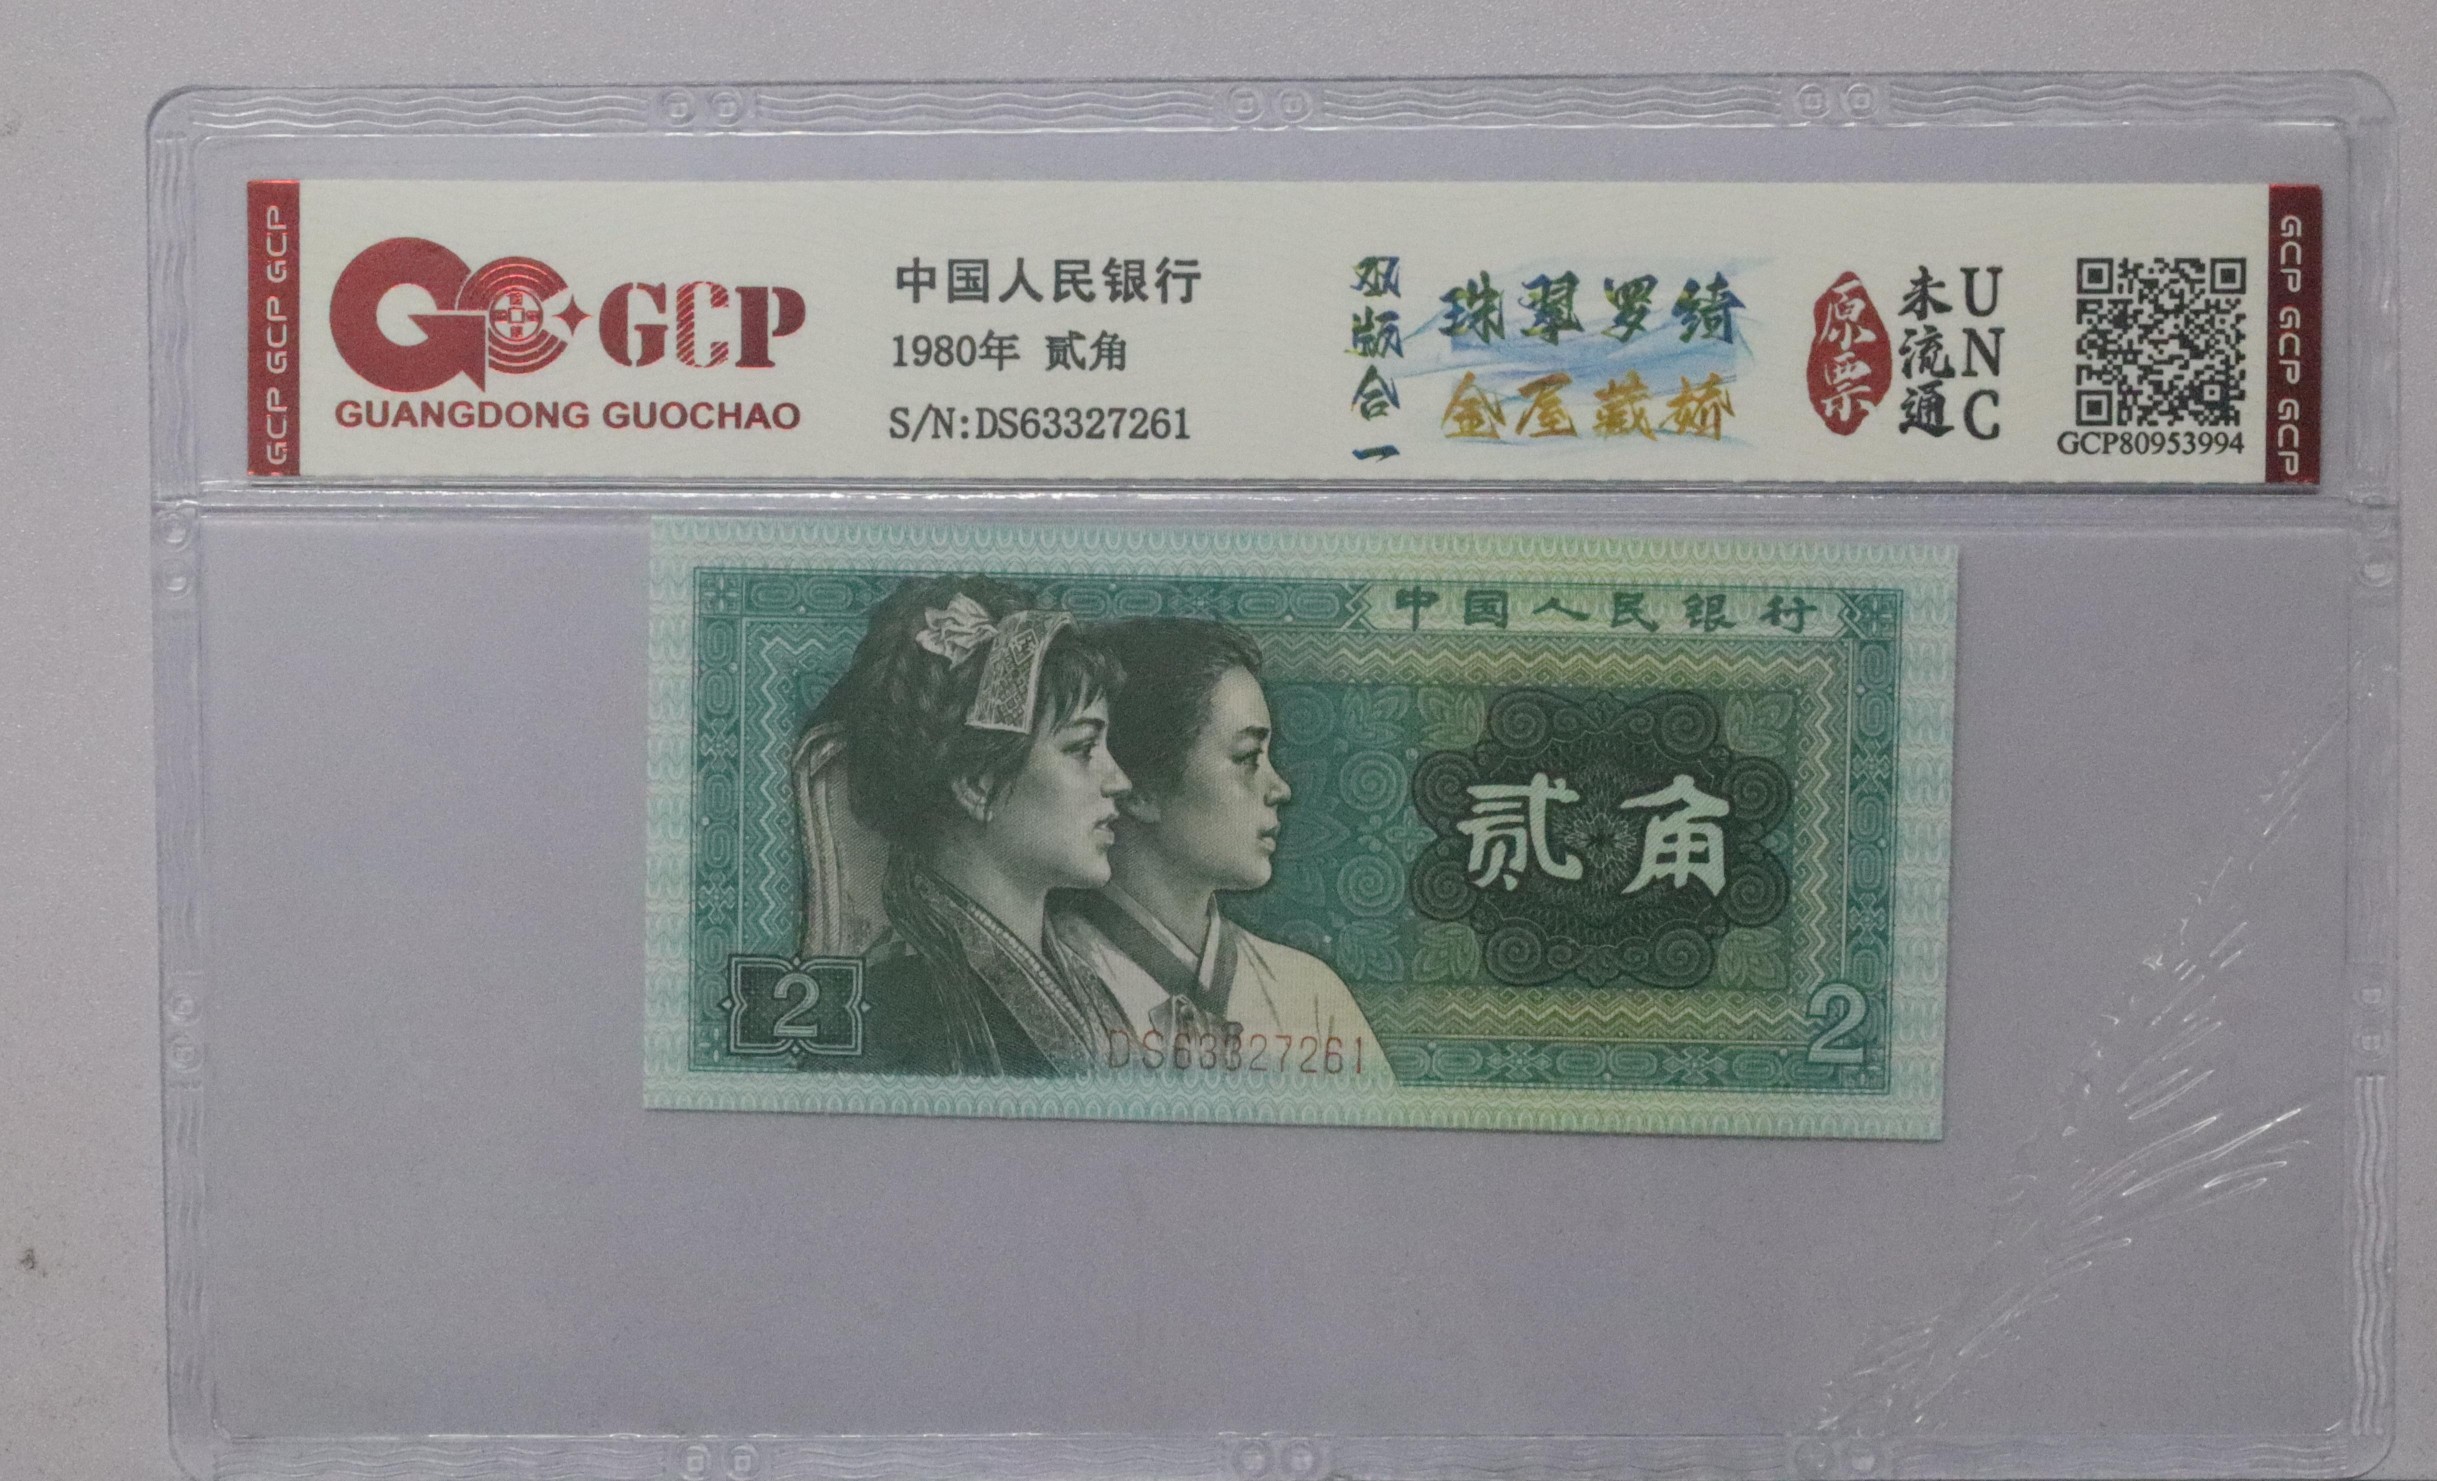 GCP GCP GCP
GCP
GUANGDONG GUOCHAO
中国人民银行
1980年 贰角
S/N:DS63327261
双版合一
珠翠罗绮
金屋藏娇
原票
未流通
UNC
GCP80953994
GCP GCP GCP
中国人民银行
贰角
2
DS63327261
2